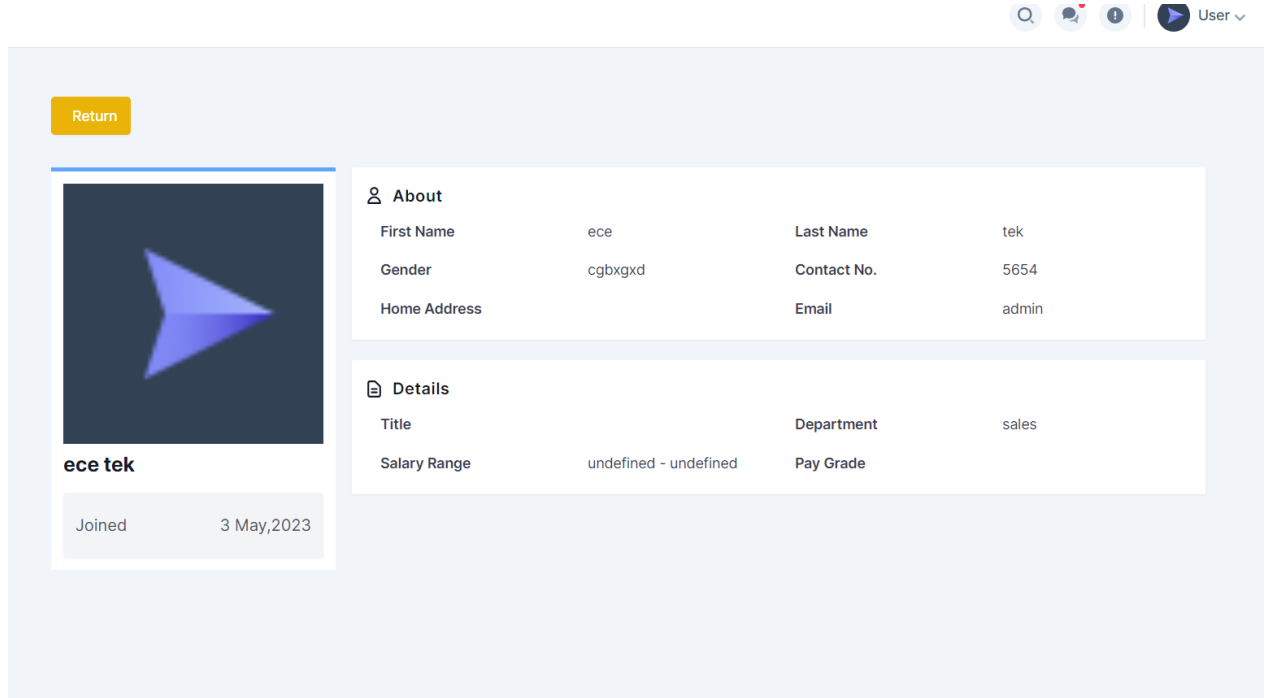 User
Return
ece tek
Joined 3 May,2023
About
First Name ece Last Name tek
Gender cgbxgxd Contact No. 5654
Home Address Email admin
Details
Title Department sales
Salary Range undefined - undefined Pay Grade